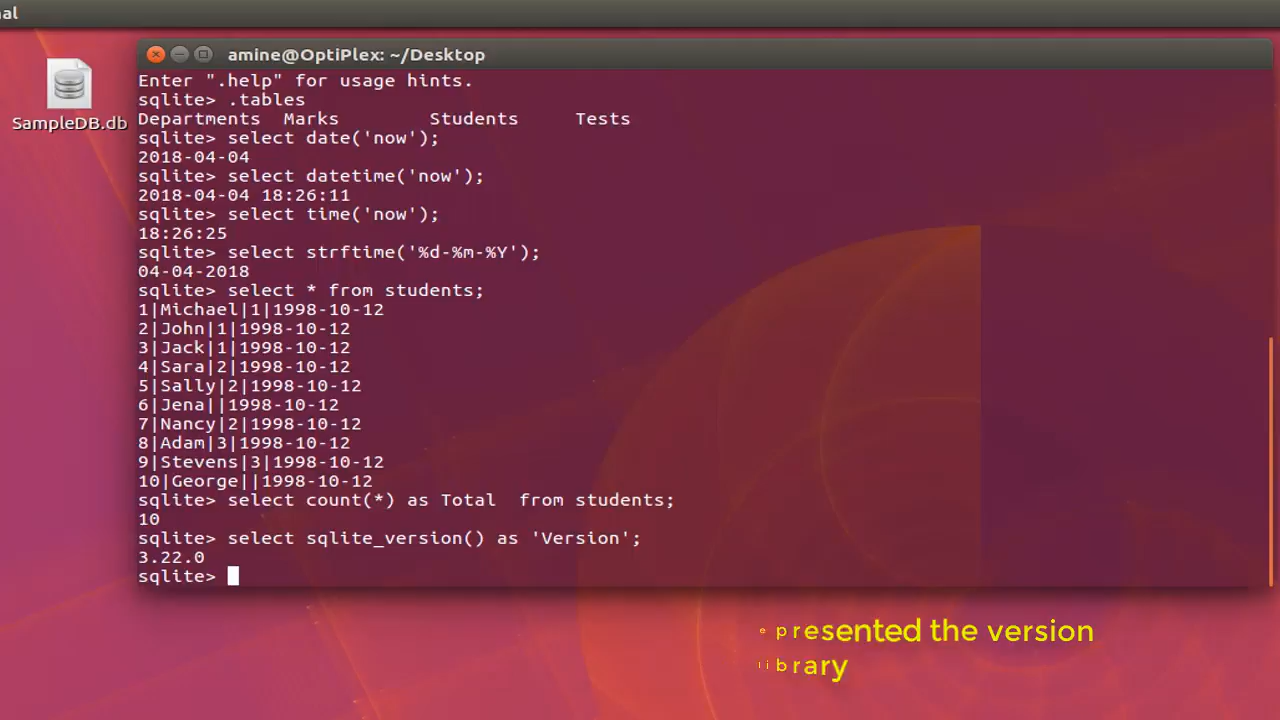 al
amine@OptiPlex: ~/Desktop
SampleDB.db
Enter ".help" for usage hints.
sqlite> .tables
Departments  Marks        Students     Tests
sqlite> select date('now');
2018-04-04
sqlite> select datetime('now');
2018-04-04 18:26:11
sqlite> select time('now');
18:26:25
sqlite> select strftime('%d-%m-%Y');
04-04-2018
sqlite> select * from students;
1|Michael|1|1998-10-12
2|John|1|1998-10-12
3|Jack|1|1998-10-12
4|Sara|2|1998-10-12
5|Sally|2|1998-10-12
6|Jena||1998-10-12
7|Nancy|2|1998-10-12
8|Adam|3|1998-10-12
9|Stevens|3|1998-10-12
10|George||1998-10-12
sqlite> select count(*) as Total  from students;
10
sqlite> select sqlite_version() as 'Version';
3.22.0
sqlite>
epresented the version
library